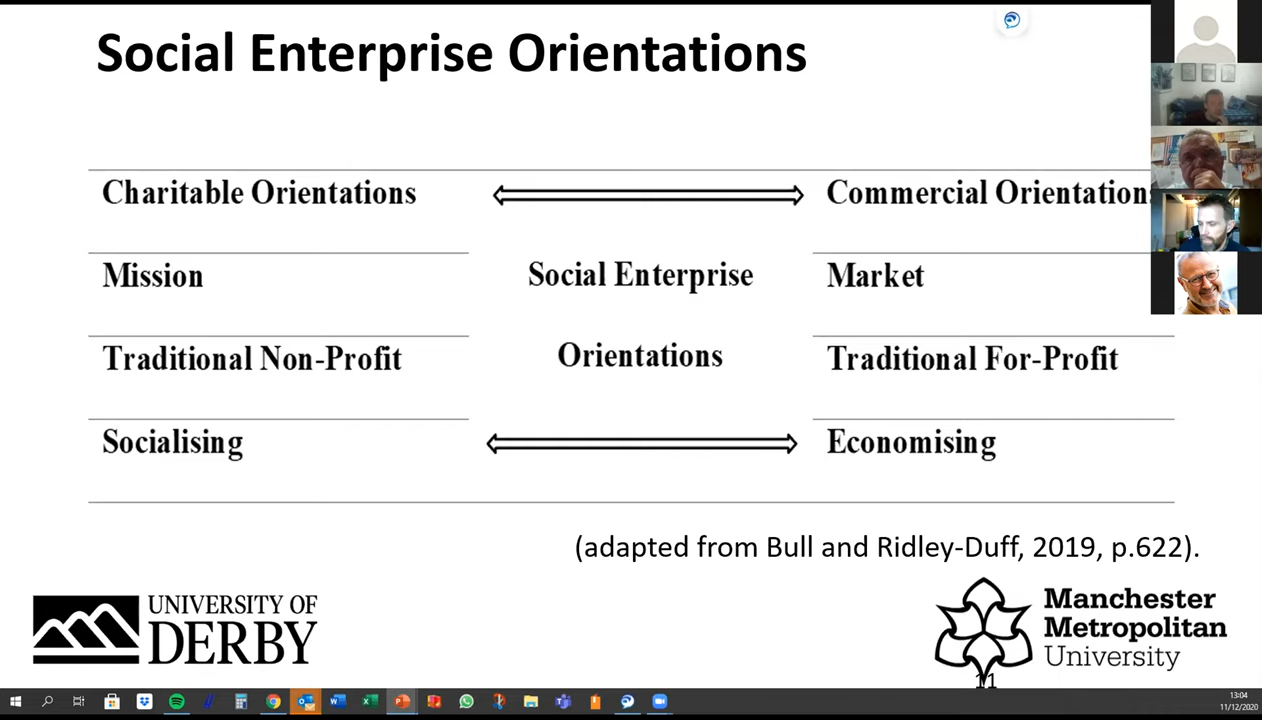 Social Enterprise Orientations
Charitable Orientations
Commercial Orientations
Mission
Social Enterprise
Market
Traditional Non-Profit
Orientations
Traditional For-Profit
Socialising
Economising
(adapted from Bull and Ridley-Duff, 2019, p.622).
UNIVERSITY OF
DERBY
Manchester
Metropolitan
University
11
13:04
11/12/2020